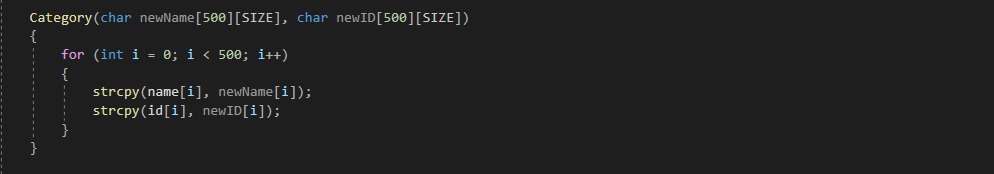 Category(char newName[500][SIZE], char newID[500][SIZE])
{
for (int i = 0; i < 500; i++)
{
strcpy(name[i], newName[i]);
strcpy(id[i], newID[i]);
}
}